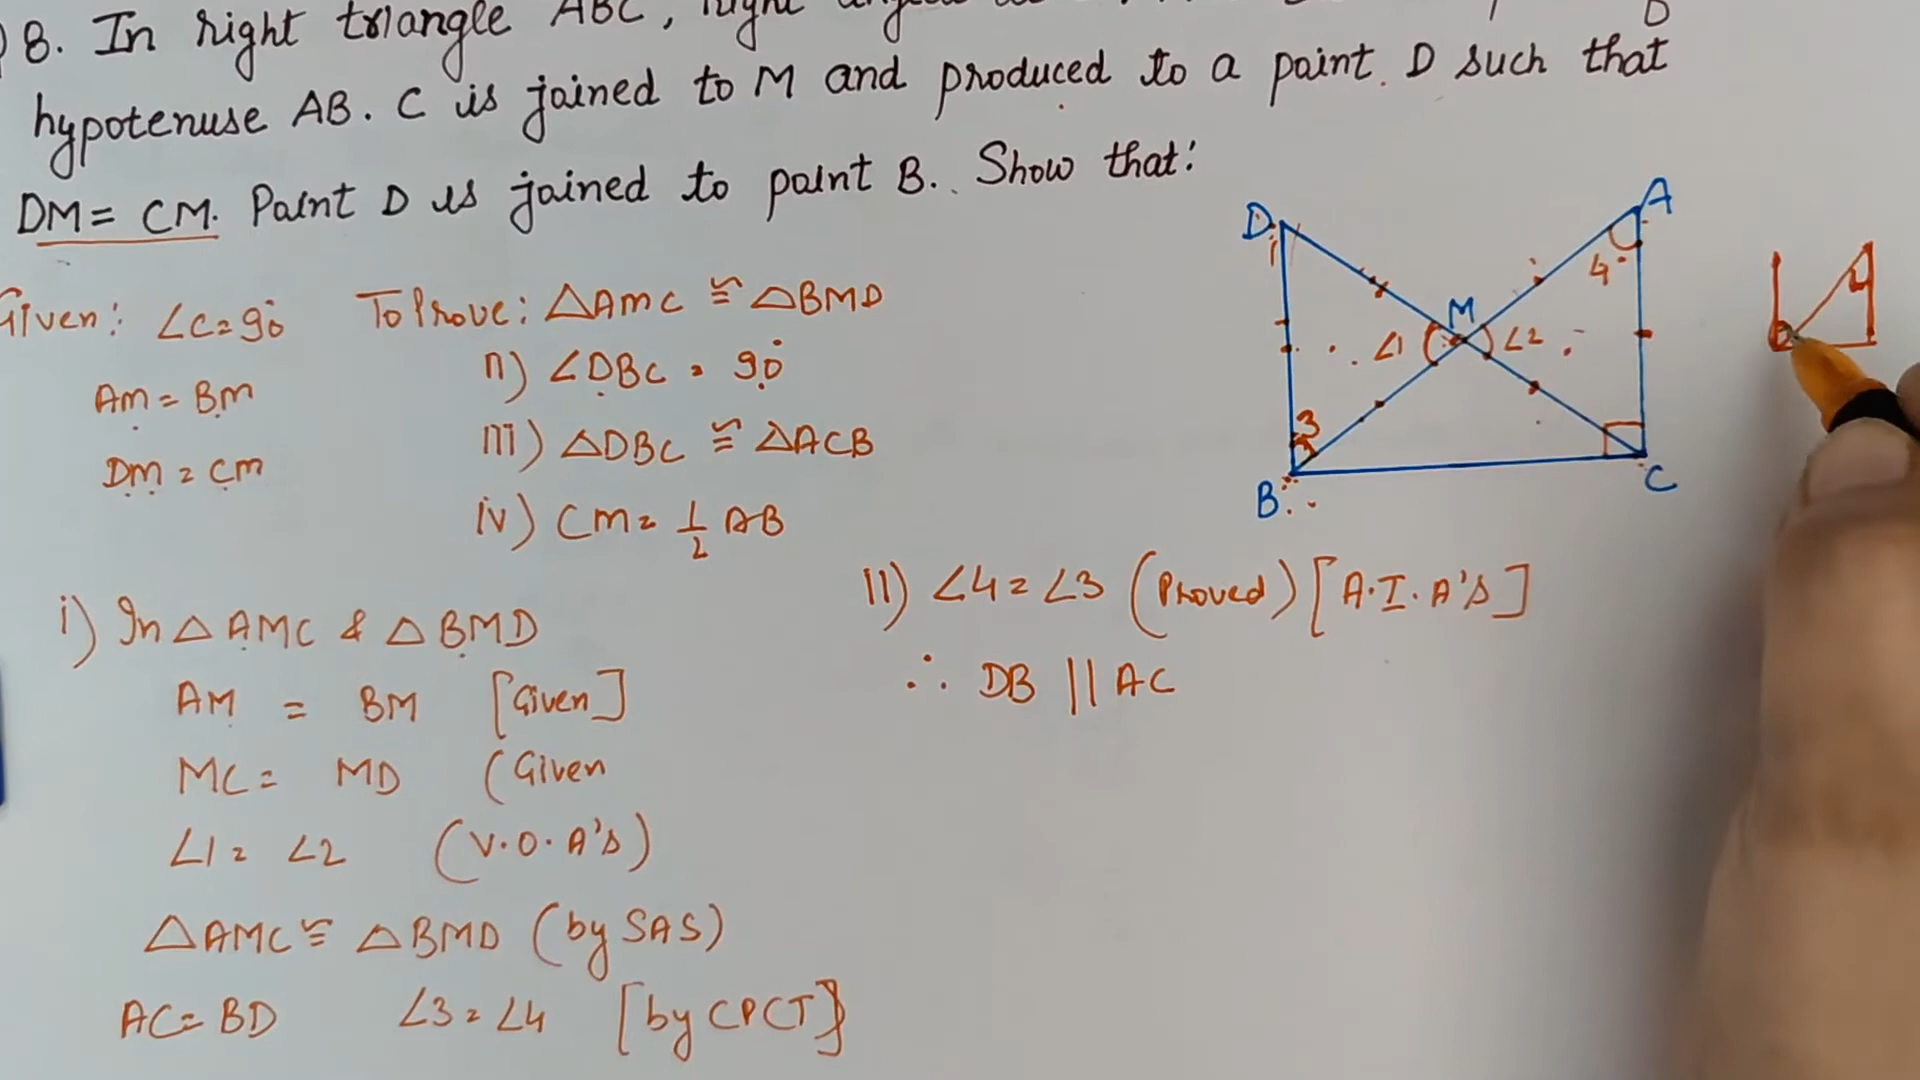 8. In right triangle ABC, right
hypotenuse AB. C is joined to M and produced to a point D such that
DM = CM. Point D is joined to point B. Show that:
Given: ∠C=90° To Prove: △AMC ≅ △BMD
AM = BM
II) ∠DBC = 90°
DM = CM
III) △DBC ≅ △ACB
iv) CM = 1/2 AB
D
A
M
∠1
∠2
3
4
B
C
i) In △AMC & △BMD
AM = BM [Given]
MC = MD (Given
∠1 = ∠2 (V.O.A's)
△AMC ≅ △BMD (by SAS)
AC = BD ∠3 = ∠4 [by CPCT]
II) ∠4 = ∠3 (Proved) [A.I.A's]
∴ DB || AC